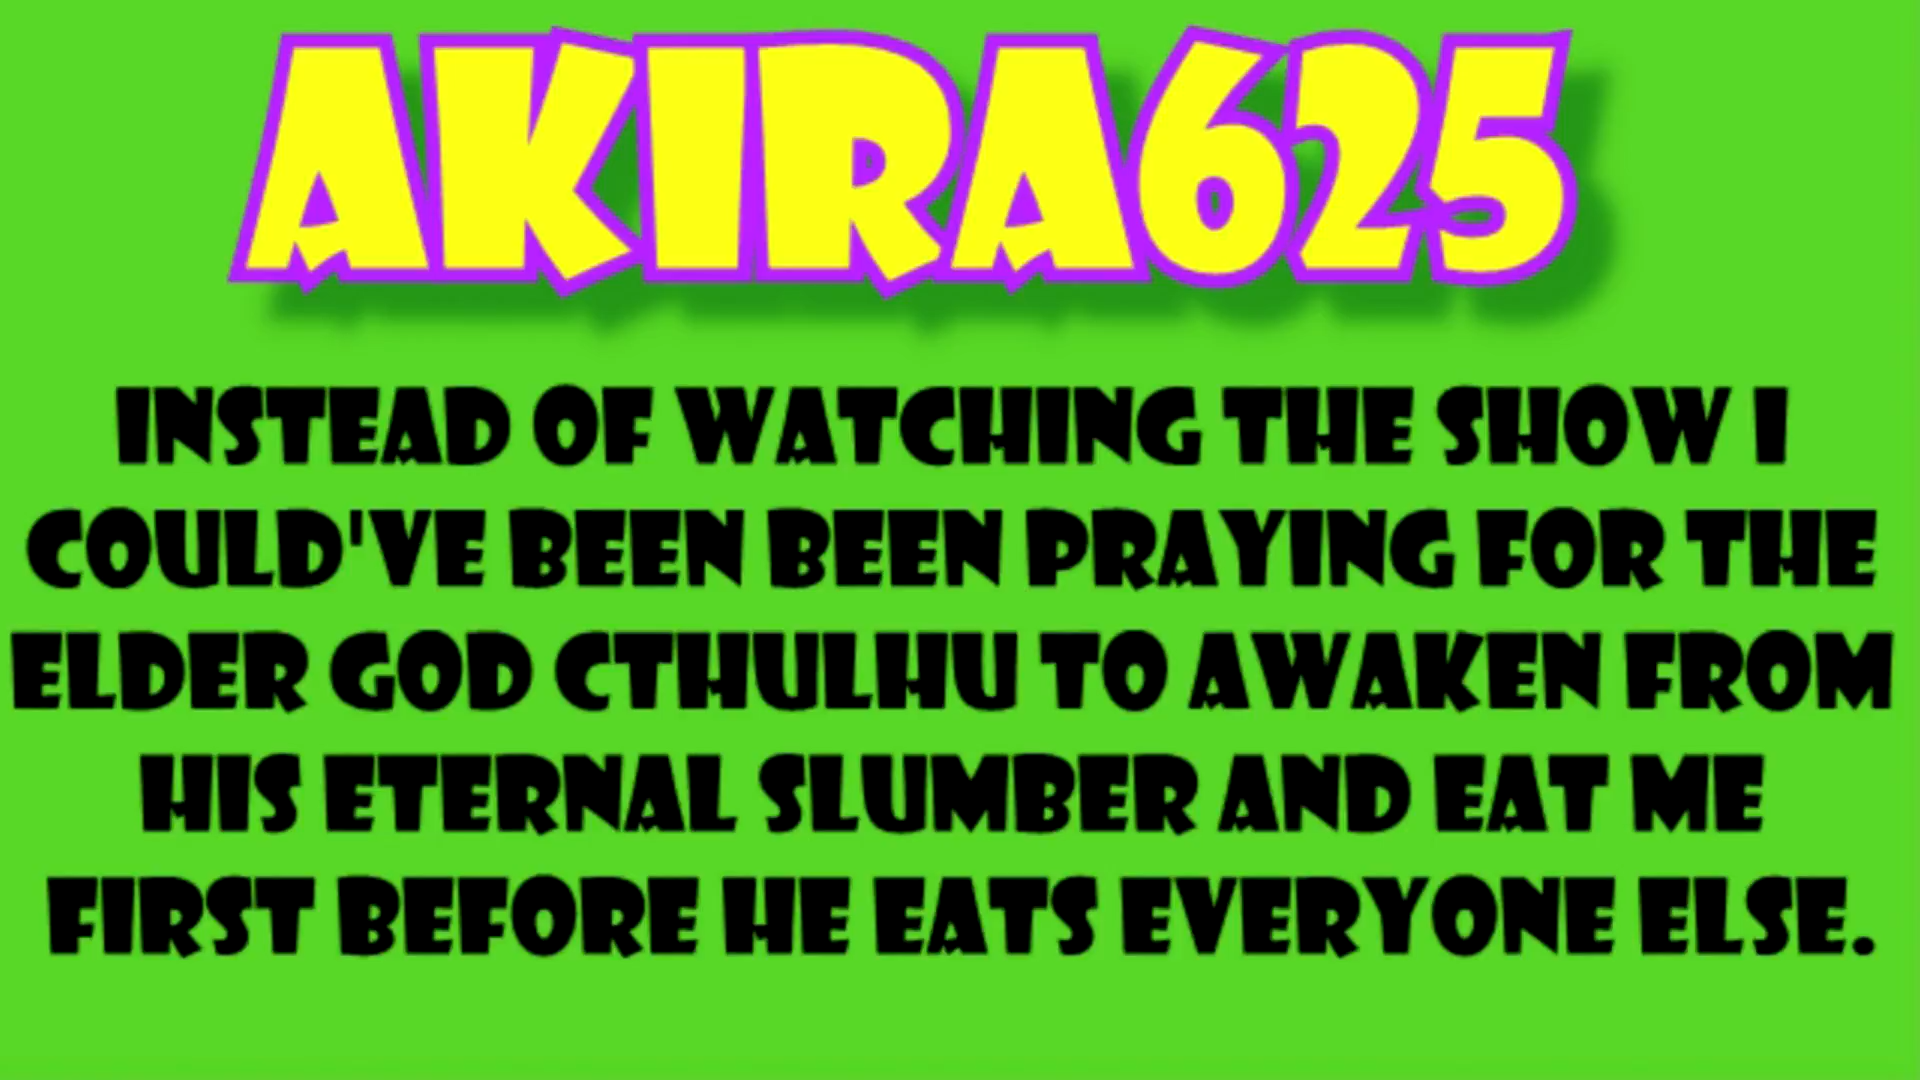 AKIRA625
INSTEAD OF WATCHING THE SHOW I
COULD'VE BEEN BEEN PRAYING FOR THE
ELDER GOD CTHULHU TO AWAKEN FROM
HIS ETERNAL SLUMBER AND EAT ME
FIRST BEFORE HE EATS EVERYONE ELSE.